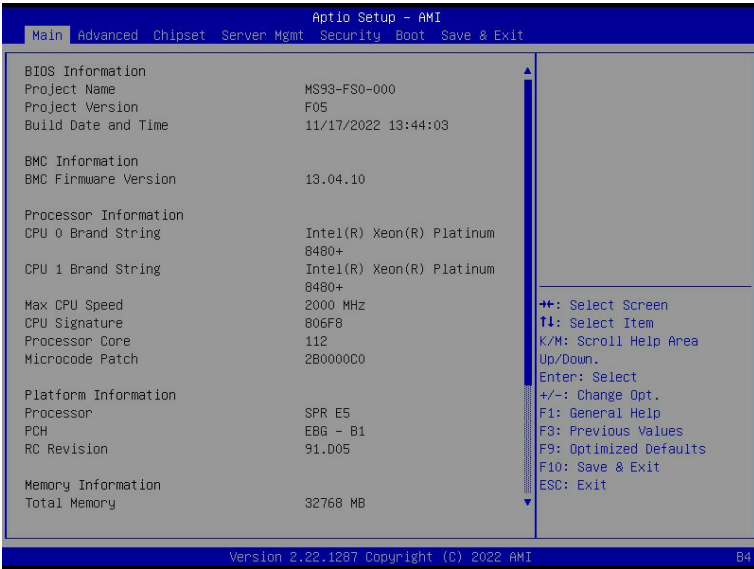 Aptio Setup – AMI
Main Advanced Chipset Server Mgmt Security Boot Save & Exit
BIOS Information
Project Name MS93-FS0-000
Project Version F05
Build Date and Time 11/17/2022 13:44:03
BMC Information
BMC Firmware Version 13.04.10
Processor Information
CPU 0 Brand String Intel(R) Xeon(R) Platinum
8480+
CPU 1 Brand String Intel(R) Xeon(R) Platinum
8480+
Max CPU Speed 2000 MHz
CPU Signature 806F8
Processor Core 112
Microcode Patch 2B0000C0
Platform Information
Processor SPR E5
PCH EBG - B1
RC Revision 91.D05
Memory Information
Total Memory 32768 MB
→←: Select Screen
↑↓: Select Item
K/M: Scroll Help Area
Up/Down.
Enter: Select
+/-: Change Opt.
F1: General Help
F3: Previous Values
F9: Optimized Defaults
F10: Save & Exit
ESC: Exit
Version 2.22.1287 Copyright (C) 2022 AMI
B4